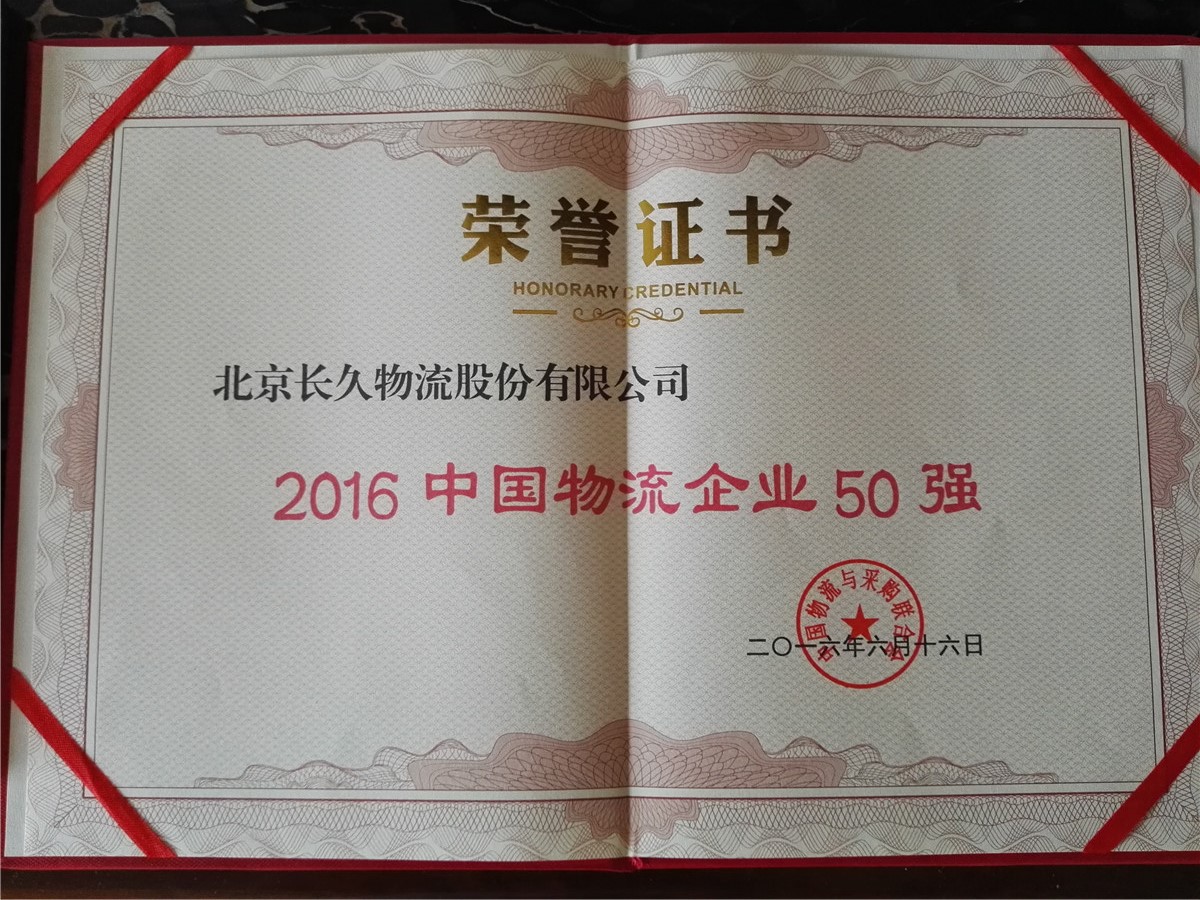 荣誉证书
HONORARY CREDENTIAL
北京长久物流股份有限公司
2016 中国物流企业 50 强
中国物流与采购联合会
二〇一六年六月十六日